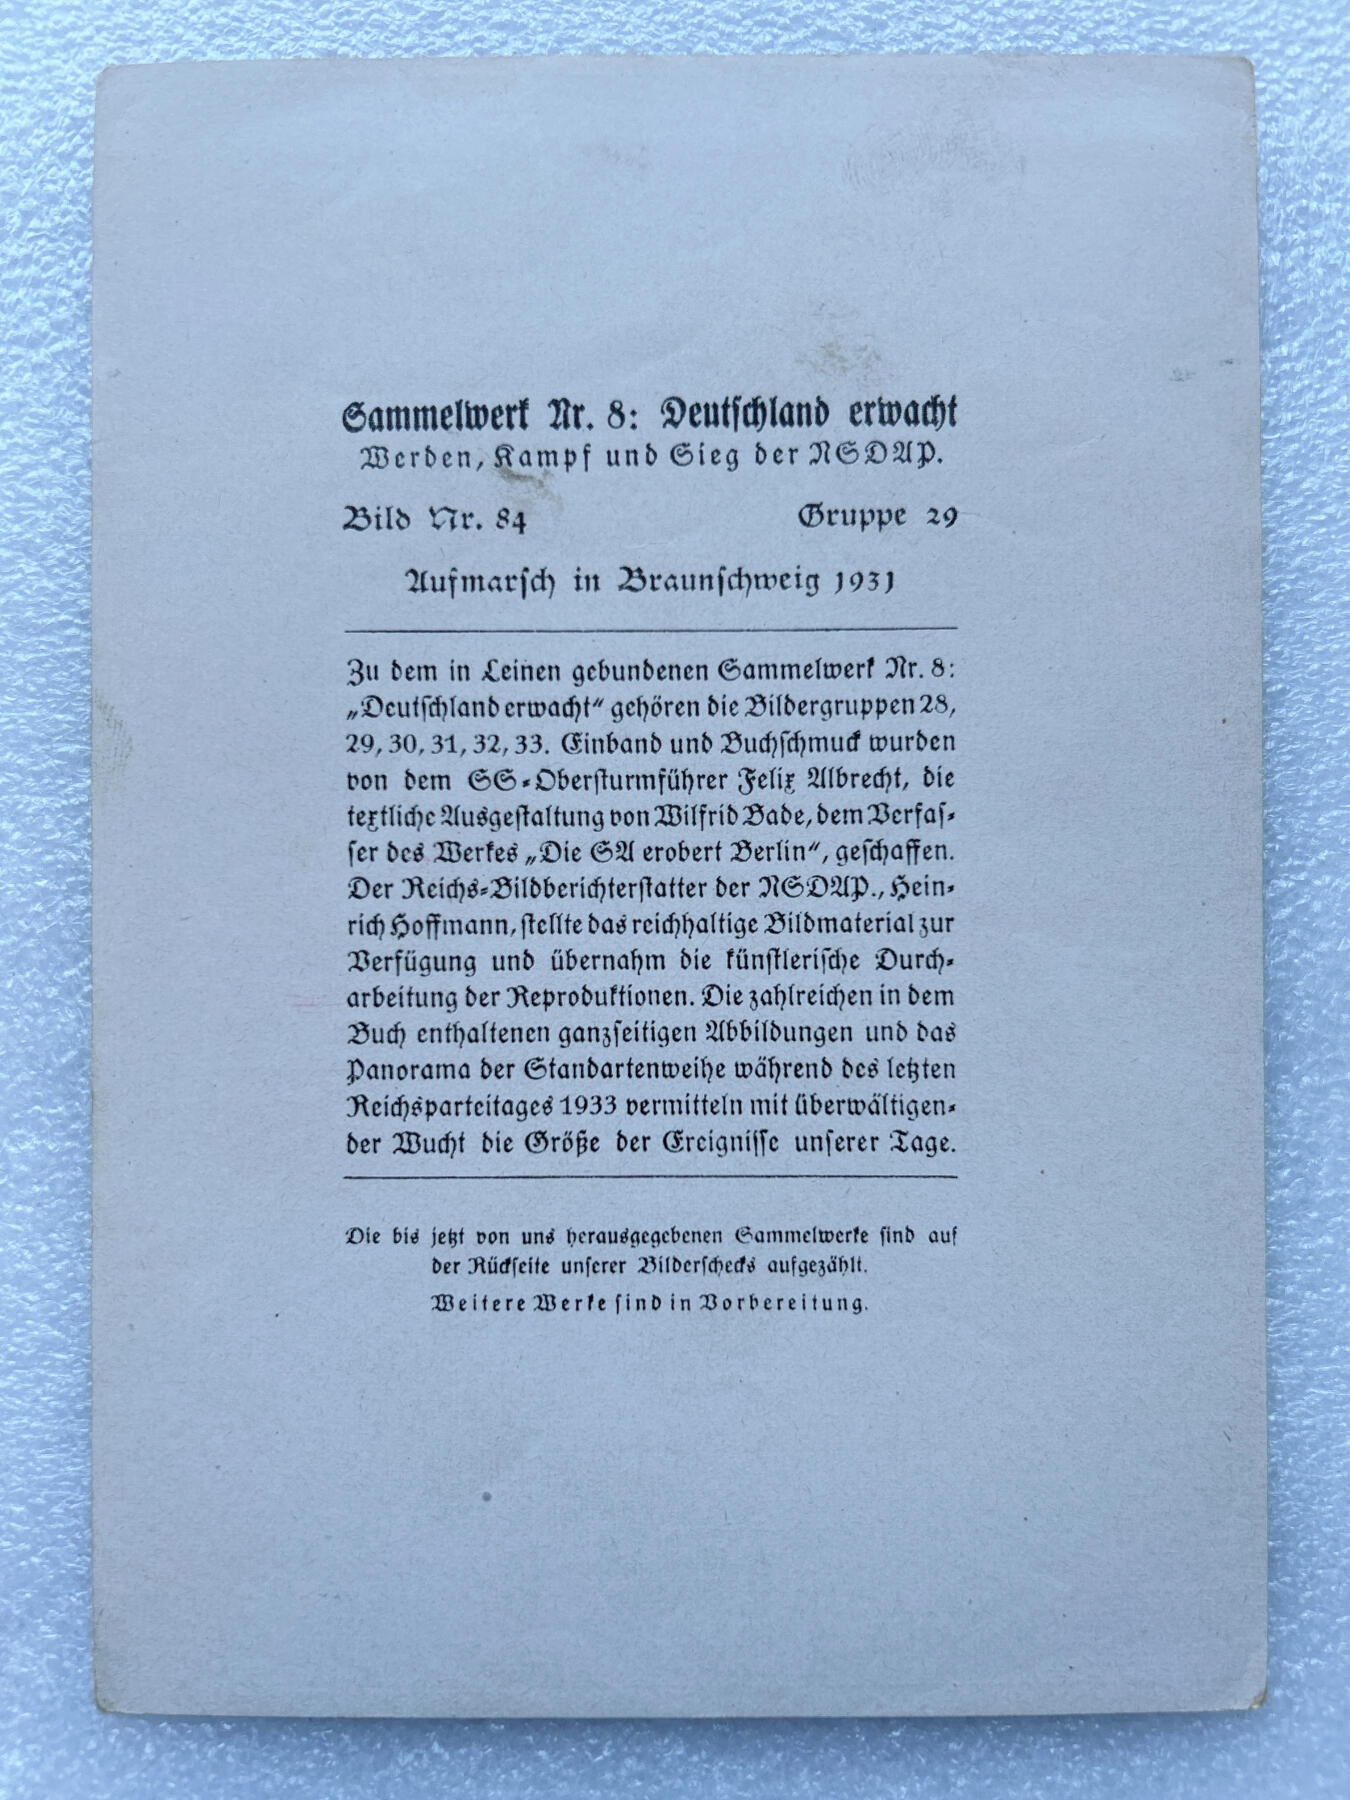 Sammelwerk Nr. 8: Deutschland erwacht
Werden, Kampf und Sieg der NSDAP.
Bild Nr. 84 Gruppe 29
Aufmarsch in Braunschweig 1931
Zu dem in Leinen gebundenen Sammelwerk Nr. 8:
„Deutschland erwacht“ gehören die Bildergruppen 28,
29, 30, 31, 32, 33. Einband und Buchschmuck wurden
von dem SS-Obersturmführer Felix Albrecht, die
textliche Ausgestaltung von Wilfrid Bade, dem Verfas-
ser des Werkes „Die SA erobert Berlin“, geschaffen.
Der Reichs-Bildberichterstatter der NSDAP., Hein-
rich Hoffmann, stellte das reichhaltige Bildmaterial zur
Verfügung und übernahm die künstlerische Durch-
arbeitung der Reproduktionen. Die zahlreichen in dem
Buch enthaltenen ganzseitigen Abbildungen und das
Panorama der Standartenweihe während des letzten
Reichsparteitages 1933 vermitteln mit überwältigen-
der Wucht die Größe der Ereignisse unserer Tage.
Die bis jetzt von uns herausgegebenen Sammelwerke sind auf
der Rückseite unserer Bilderschecks aufgezählt.
Weitere Werke sind in Vorbereitung.